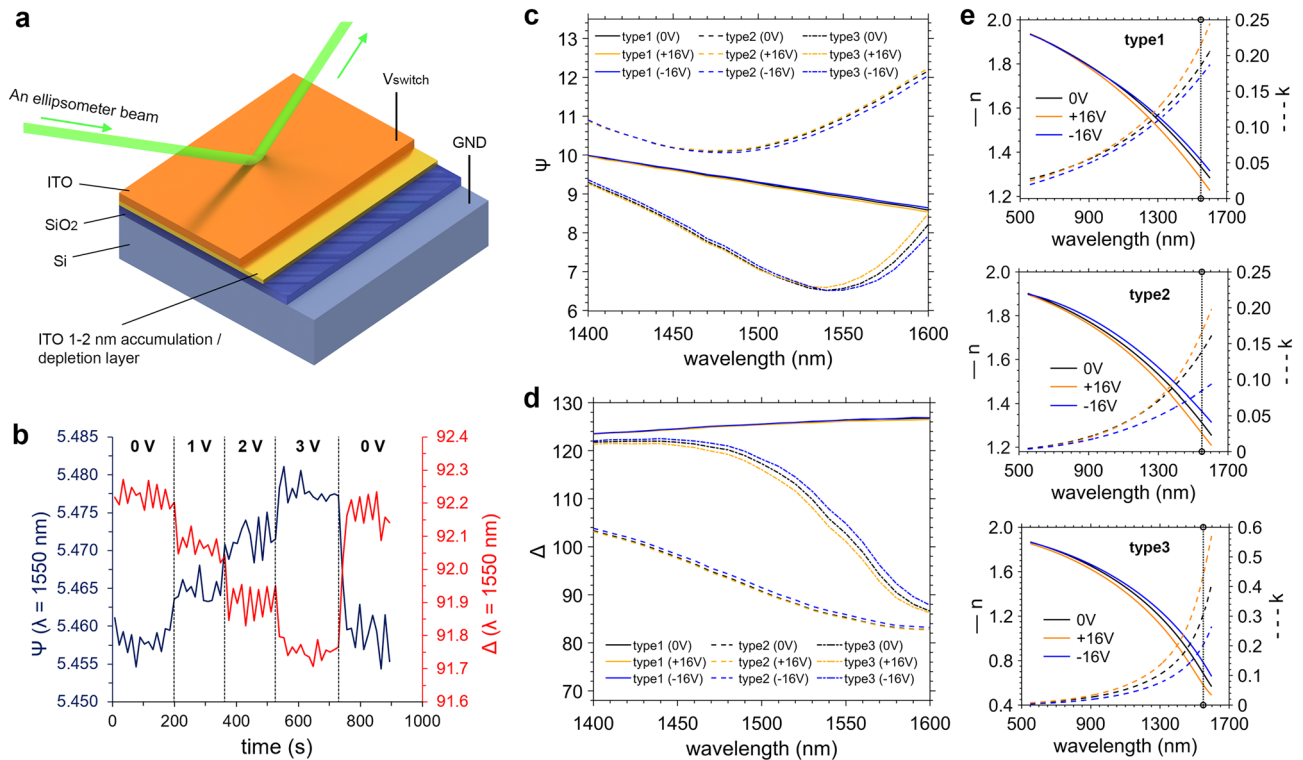 a
An ellipsometer beam
Vswitch
GND
ITO
SiO2
Si
ITO 1-2 nm accumulation /
depletion layer
b
5.485
5.480
5.475
5.470
5.465
5.460
5.455
5.450
Ψ (λ = 1550 nm)
0 V 1 V 2 V 3 V 0 V
92.4
92.3
92.2
92.1
92.0
91.9
91.8
91.7
91.6
Δ (λ = 1550 nm)
0 200 400 600 800 1000
time (s)
c
13
12
11
10
9
8
7
6
Ψ
type1 (0V) type2 (0V) type3 (0V)
type1 (+16V) type2 (+16V) type3 (+16V)
type1 (-16V) type2 (-16V) type3 (-16V)
1400 1450 1500 1550 1600
wavelength (nm)
d
130
120
110
100
90
80
70
Δ
type1 (0V) type2 (0V) type3 (0V)
type1 (+16V) type2 (+16V) type3 (+16V)
type1 (-16V) type2 (-16V) type3 (-16V)
1400 1450 1500 1550 1600
wavelength (nm)
e
2.0
1.8
1.6
1.4
1.2
n
type1
0V
+16V
-16V
0.25
0.20
0.15
0.10
0.05
0
k
500 900 1300 1700
wavelength (nm)
2.0
1.8
1.6
1.4
1.2
n
type2
0V
+16V
-16V
0.25
0.20
0.15
0.10
0.05
0
k
500 900 1300 1700
wavelength (nm)
2.0
1.6
1.2
0.8
0.4
n
type3
0V
+16V
-16V
0.6
0.5
0.4
0.3
0.2
0.1
0
k
500 900 1300 1700
wavelength (nm)